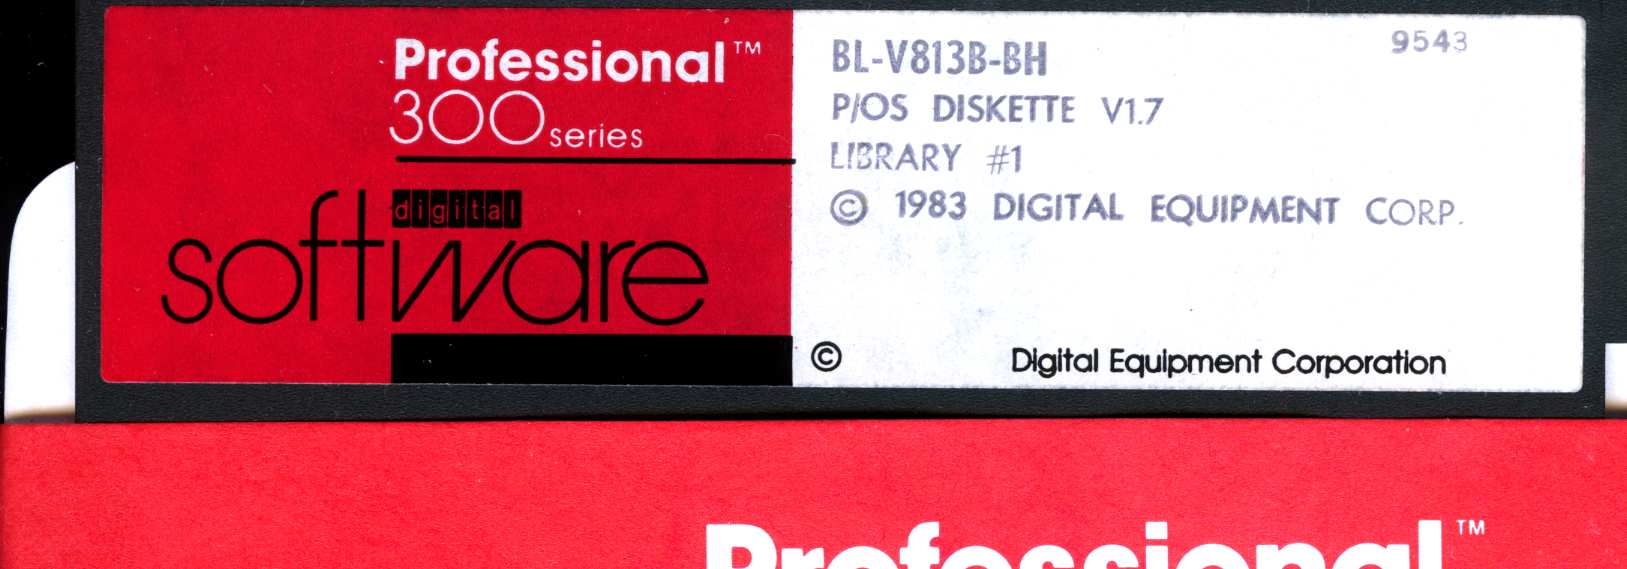 Professional™
300 series
digital
software
BL-V813B-BH
9543
P/OS DISKETTE V1.7
LIBRARY #1
© 1983 DIGITAL EQUIPMENT CORP.
© Digital Equipment Corporation
Professional™